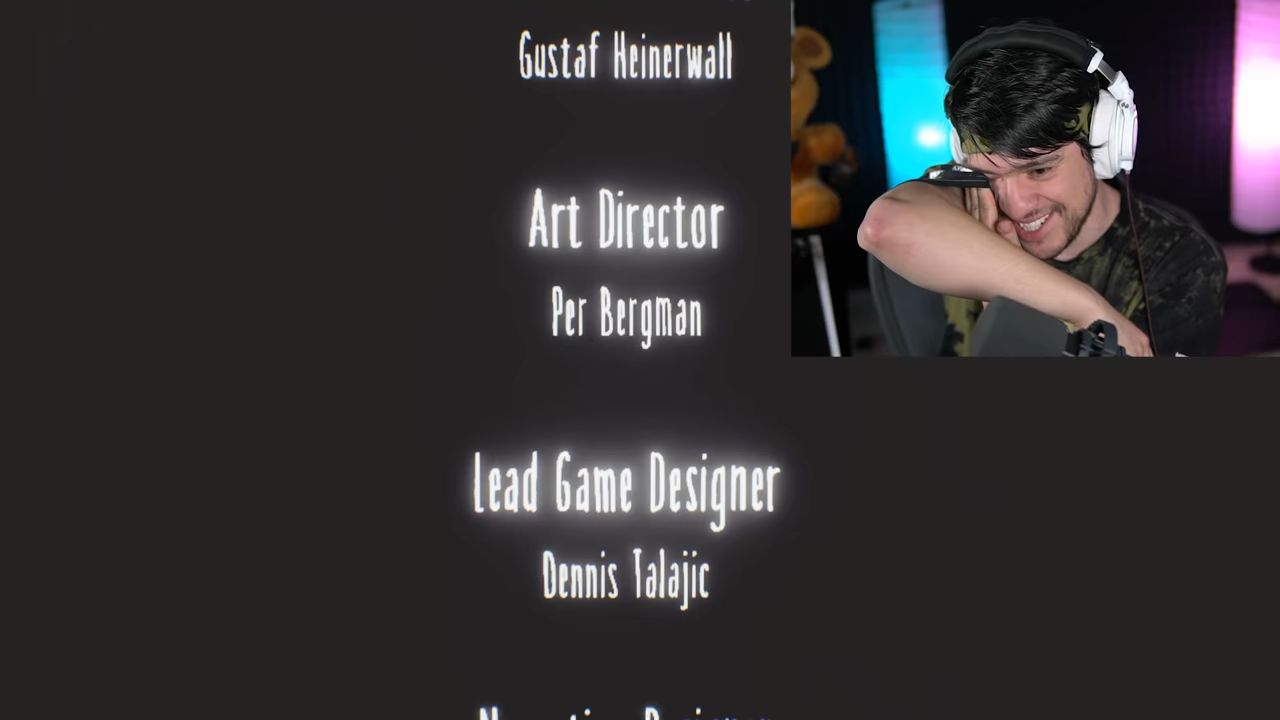 Gustaf Heinerwall
Art Director
Per Bergman
Lead Game Designer
Dennis Talajic